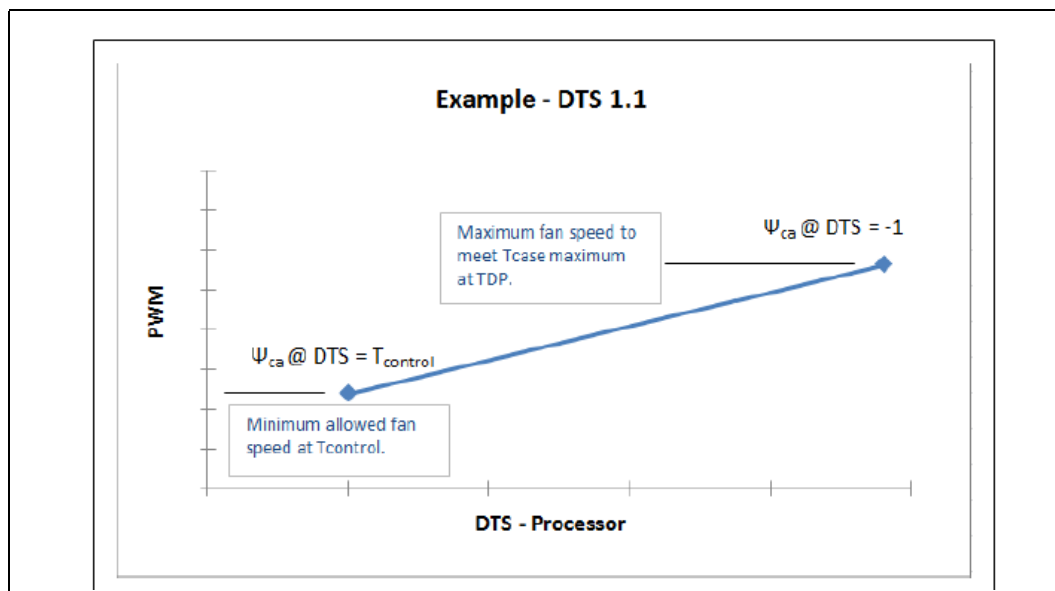 Example - DTS 1.1
Ψca @ DTS = -1
Maximum fan speed to
meet Tcase maximum
at TDP.
PWM
Ψca @ DTS = Tcontrol
Minimum allowed fan
speed at Tcontrol.
DTS - Processor